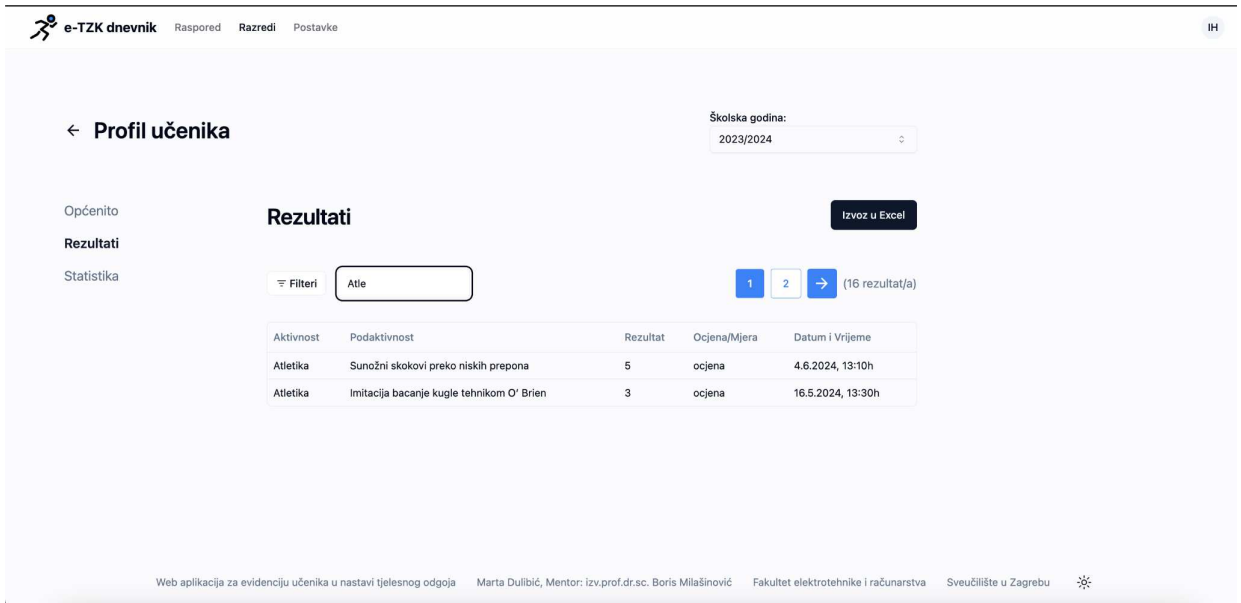 e-TZK dnevnik Raspored Razredi Postavke IH
Profil učenika
Školska godina:
2023/2024
Općenito
Rezultati
Statistika
Rezultati
Izvoz u Excel
Filteri
Atle
1 2 (16 rezultat/a)
Aktivnost Podaktivnost Rezultat Ocjena/Mjera Datum i Vrijeme
Atletika Sunožni skokovi preko niskih prepona 5 ocjena 4.6.2024, 13:10h
Atletika Imitacija bacanje kugle tehnikom O' Brien 3 ocjena 16.5.2024, 13:30h
Web aplikacija za evidenciju učenika u nastavi tjelesnog odgoja Marta Dulibić, Mentor: izv.prof.dr.sc. Boris Milašinović Fakultet elektrotehnike i računarstva Sveučilište u Zagrebu